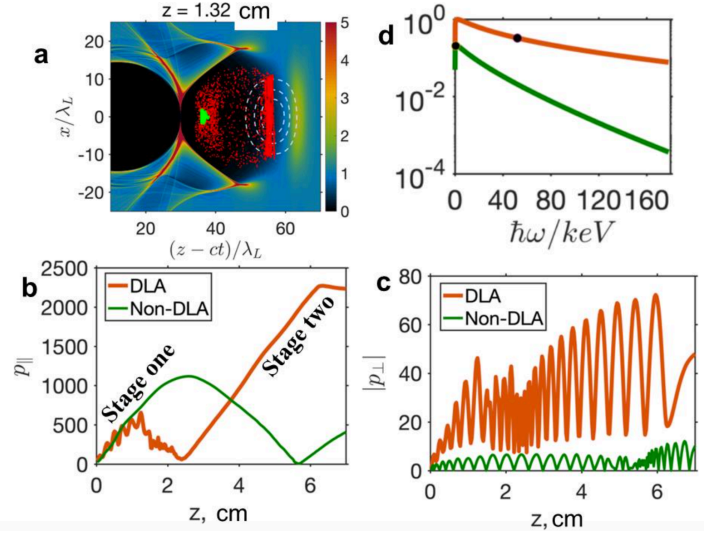 z = 1.32 cm
a
20
10
0
-10
-20
x/λ_L
20
40
60
(z − ct)/λ_L
5
4
3
2
1
0
d
10^0
10^-2
10^-4
0 40 80 120 160
ħω/keV
b
2500
2000
1500
1000
500
0
p_∥
DLA
Non-DLA
Stage one
Stage two
0
2
4
6
z, cm
c
80
60
40
20
0
|p_⊥|
DLA
Non-DLA
0
2
4
6
z, cm